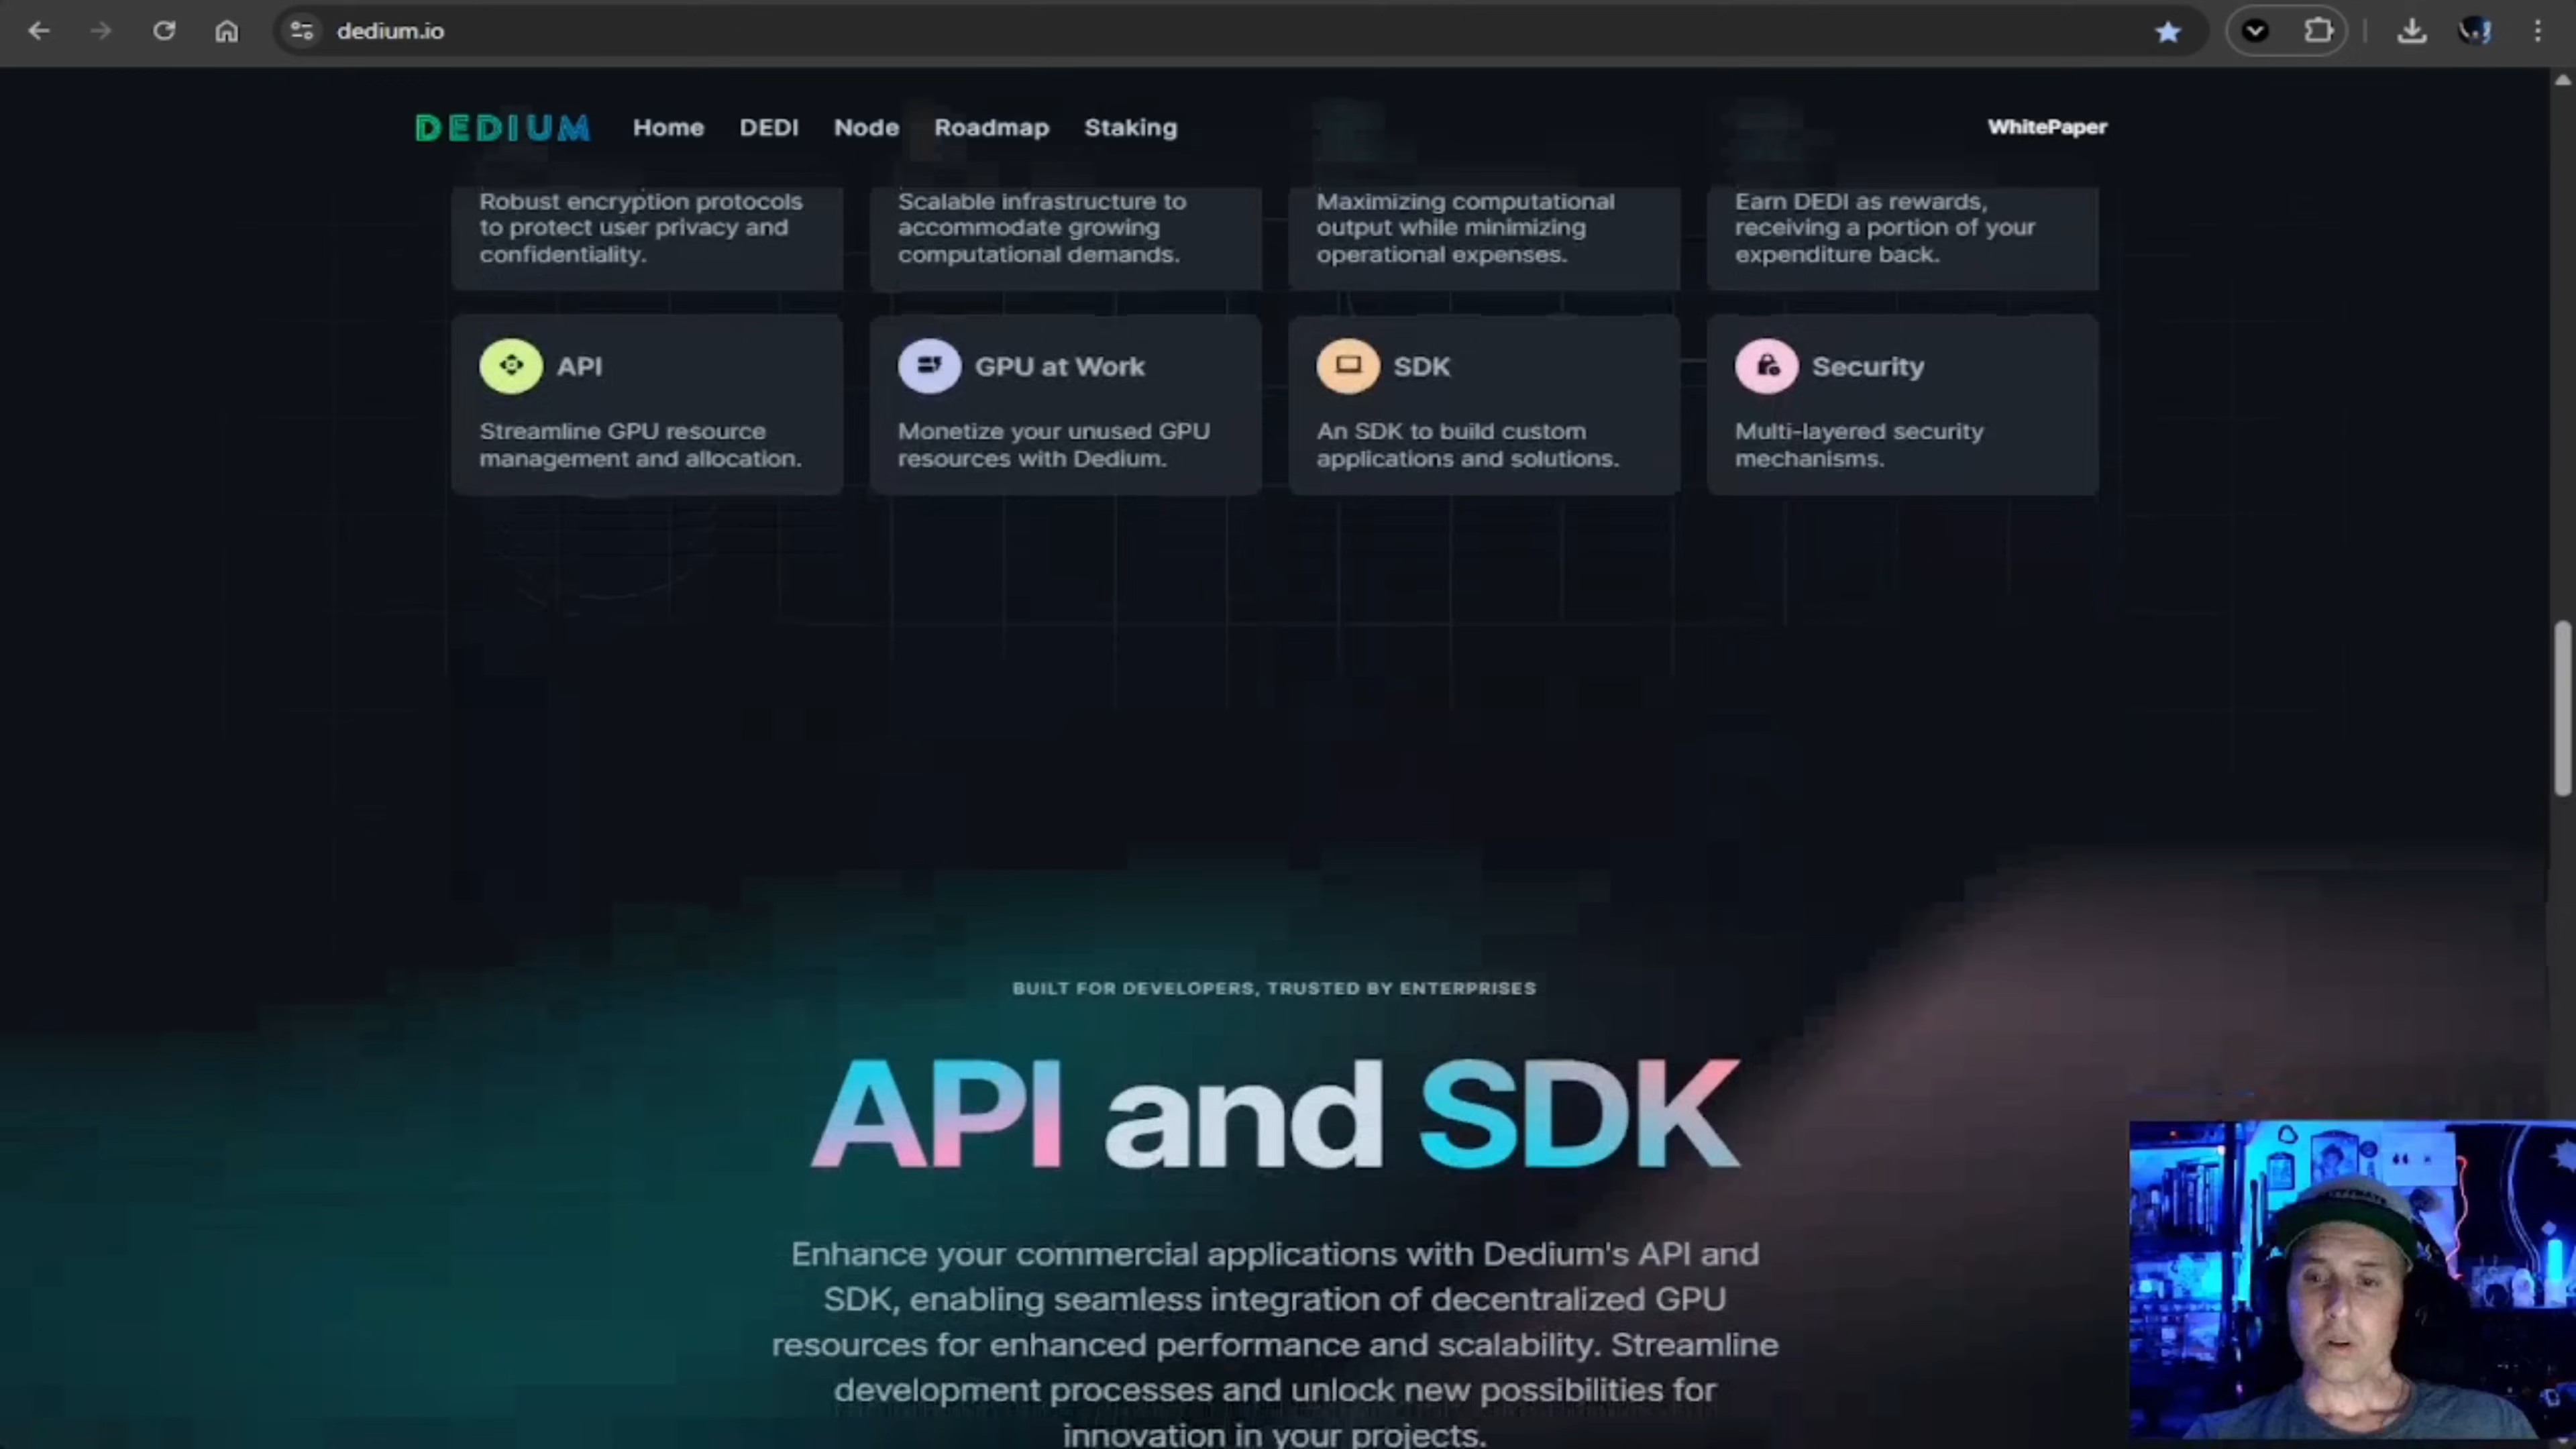 dedium.io
DEDIUM Home DEDI Node Roadmap Staking WhitePaper
Robust encryption protocols
to protect user privacy and
confidentiality.
Scalable infrastructure to
accommodate growing
computational demands.
Maximizing computational
output while minimizing
operational expenses.
Earn DEDI as rewards,
receiving a portion of your
expenditure back.
API
Streamline GPU resource
management and allocation.
GPU at Work
Monetize your unused GPU
resources with Dedium.
SDK
An SDK to build custom
applications and solutions.
Security
Multi-layered security
mechanisms.
BUILT FOR DEVELOPERS, TRUSTED BY ENTERPRISES
API and SDK
Enhance your commercial applications with Dedium's API and
SDK, enabling seamless integration of decentralized GPU
resources for enhanced performance and scalability. Streamline
development processes and unlock new possibilities for
innovation in your projects.